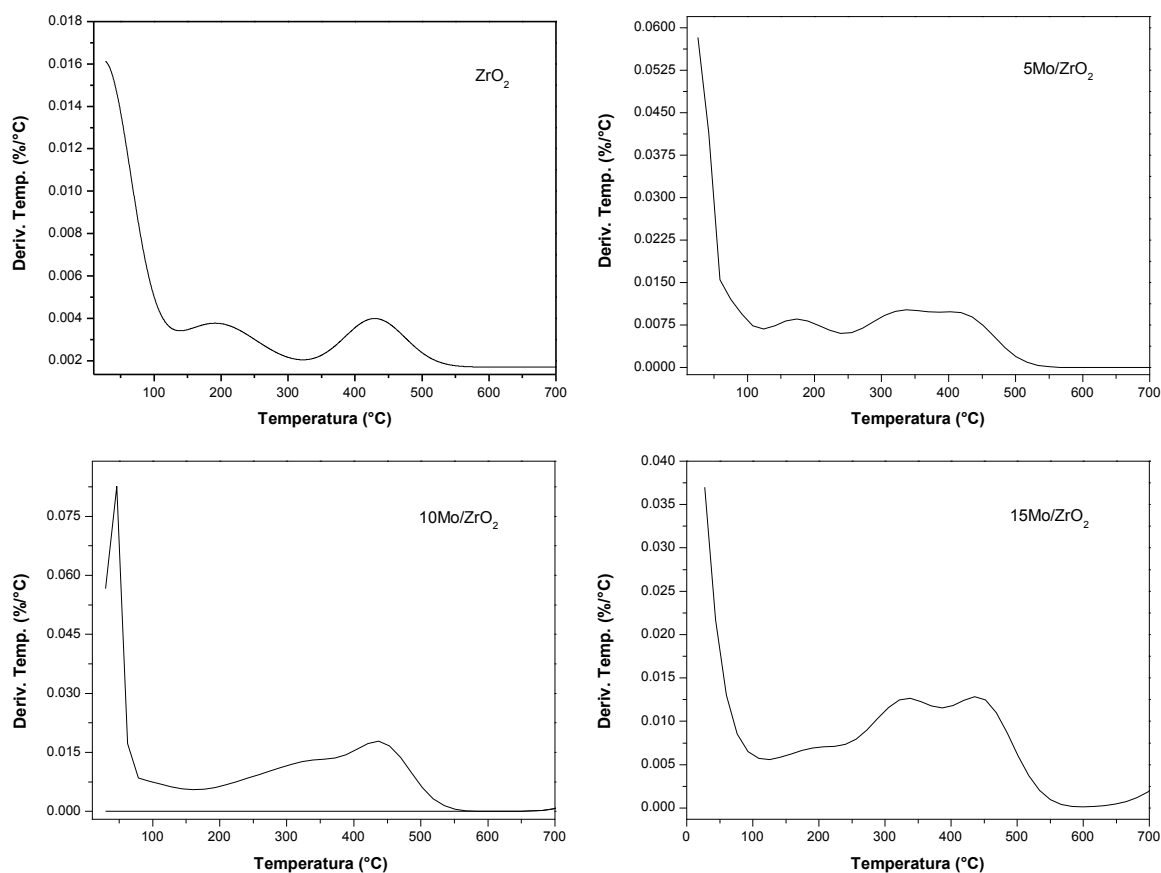 0.018
0.016
0.014
0.012
0.010
0.008
0.006
0.004
0.002
100 200 300 400 500 600 700
Deriv. Temp. (%/°C)
Temperatura (°C)
ZrO₂
0.0600
0.0525
0.0450
0.0375
0.0300
0.0225
0.0150
0.0075
0.0000
100 200 300 400 500 600 700
Deriv. Temp. (%/°C)
Temperatura (°C)
5Mo/ZrO₂
0.075
0.060
0.045
0.030
0.015
0.000
100 200 300 400 500 600 700
Deriv. Temp. (%/°C)
Temperatura (°C)
10Mo/ZrO₂
0.040
0.035
0.030
0.025
0.020
0.015
0.010
0.005
0.000
0 100 200 300 400 500 600 700
Deriv. Temp. (%/°C)
Temperatura (°C)
15Mo/ZrO₂